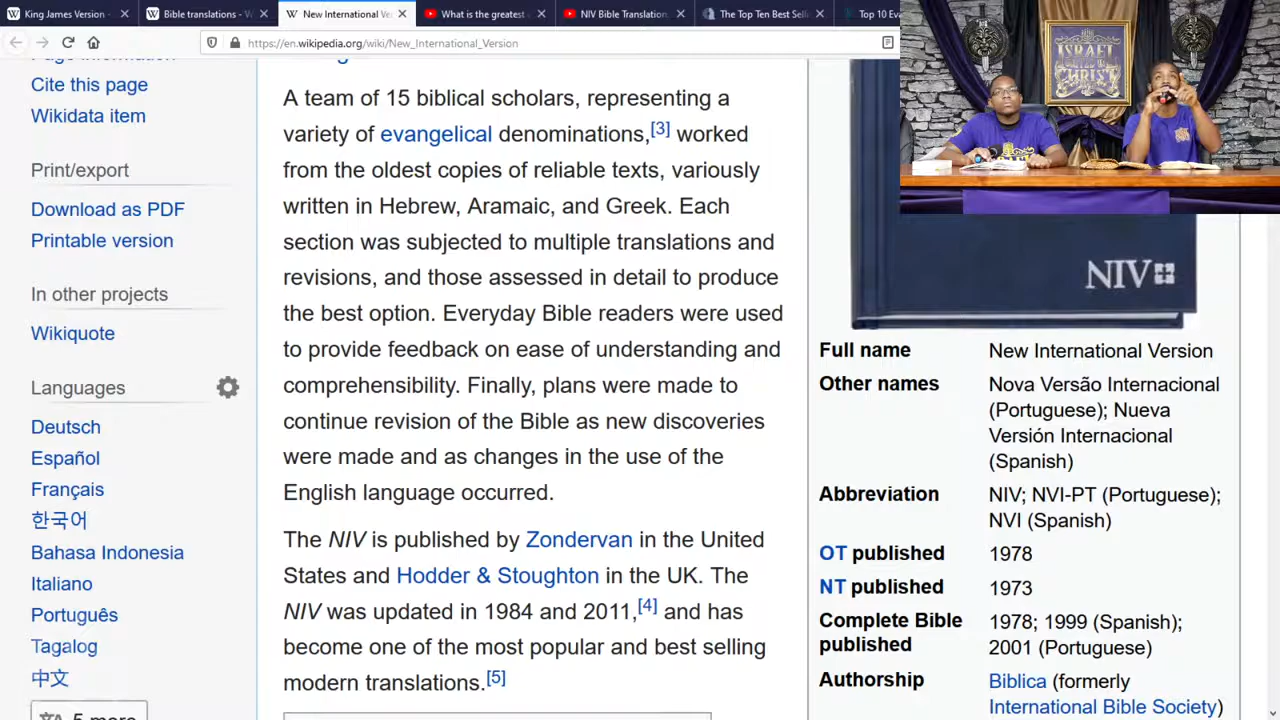 King James Version -
Bible translations - W
New International Ve
What is the greatest
NIV Bible Translation
The Top Ten Best Sell
Top 10 Eva
https://en.wikipedia.org/wiki/New_International_Version
Page information
Cite this page
Wikidata item
Print/export
Download as PDF
Printable version
In other projects
Wikiquote
Languages
Deutsch
Español
Français
한국어
Bahasa Indonesia
Italiano
Português
Tagalog
中文
5 more
A team of 15 biblical scholars, representing a
variety of evangelical denominations,[3] worked
from the oldest copies of reliable texts, variously
written in Hebrew, Aramaic, and Greek. Each
section was subjected to multiple translations and
revisions, and those assessed in detail to produce
the best option. Everyday Bible readers were used
to provide feedback on ease of understanding and
comprehensibility. Finally, plans were made to
continue revision of the Bible as new discoveries
were made and as changes in the use of the
English language occurred.
The NIV is published by Zondervan in the United
States and Hodder & Stoughton in the UK. The
NIV was updated in 1984 and 2011,[4] and has
become one of the most popular and best selling
modern translations.[5]
ISRAEL
UNITED IN
CHRIST
NIV
Full name New International Version
Other names Nova Versão Internacional
(Portuguese); Nueva
Versión Internacional
(Spanish)
Abbreviation NIV; NVI-PT (Portuguese);
NVI (Spanish)
OT published 1978
NT published 1973
Complete Bible 1978; 1999 (Spanish);
published 2001 (Portuguese)
Authorship Biblica (formerly
International Bible Society)